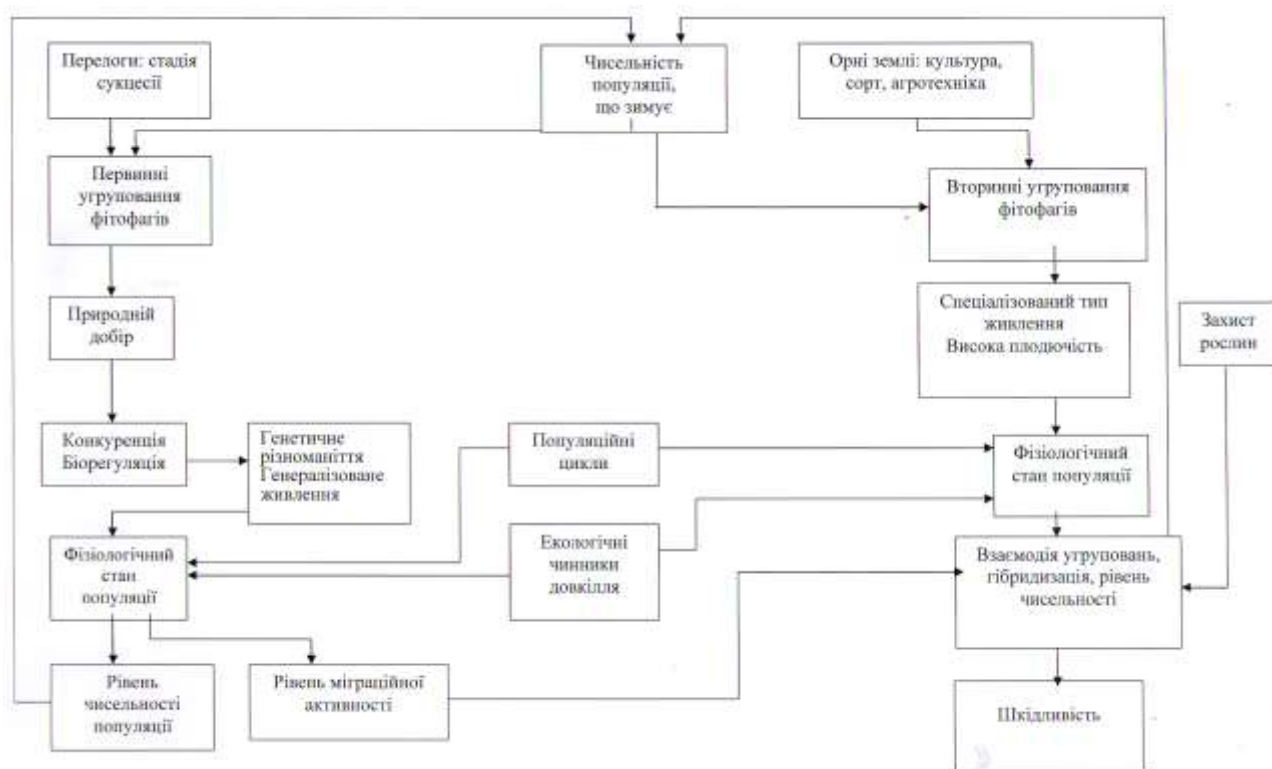 Перелоги: стадія
сукцесії
Чисельність
популяції,
що зимує
Орні землі: культура,
сорт, агротехніка
Первинні
угруповання
фітофагів
Вторинні угруповання
фітофагів
Природній
добір
Спеціалізований тип
живлення
Висока плодючість
Захист
рослин
Конкуренція
Біорегуляція
Генетичне
різноманіття
Генералізоване
живлення
Популяційні
цикли
Фізіологічний
стан популяції
Фізіологічний
стан
популяції
Екологічні
чинники
довкілля
Взаємодія угруповань,
гібридизація, рівень
чисельності
Рівень
чисельності
популяції
Рівень міграційної
активності
Шкідливість